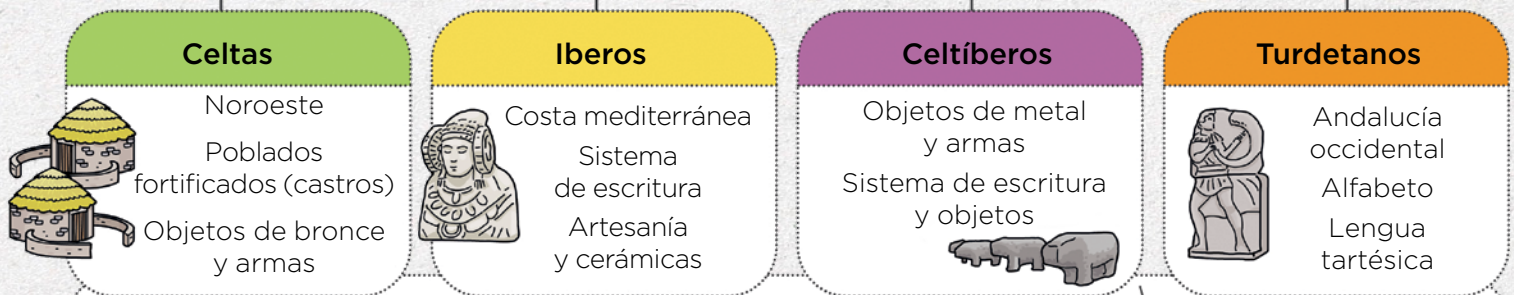 Celtas
Noroeste
Poblados
fortificados (castros)
Objetos de bronce
y armas
Iberos
Costa mediterránea
Sistema
de escritura
Artesanía
y cerámicas
Celtíberos
Objetos de metal
y armas
Sistema de escritura
y objetos
Turdetanos
Andalucía
occidental
Alfabeto
Lengua
tartésica